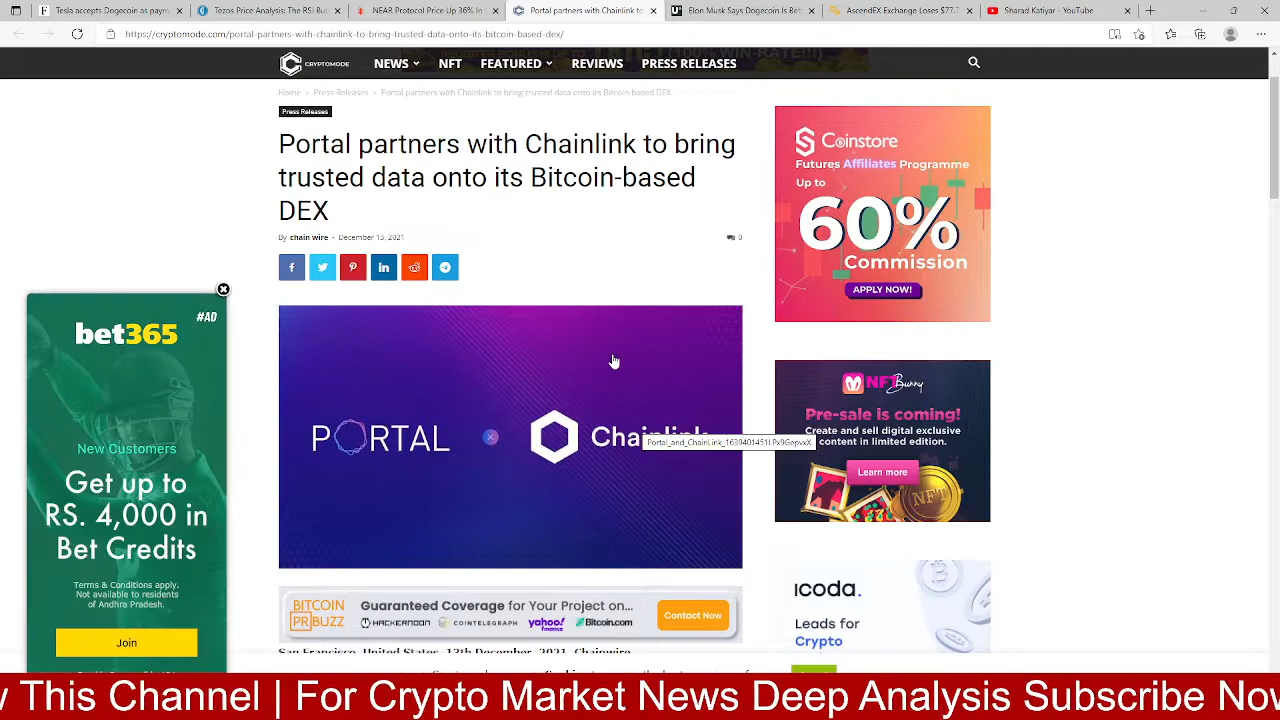 Tesla accepts Dogecoin as paym
Tezos Price Analysis: The RSI Bul
NEAR Protocol Price Up 36% In
Portal partners with Chainlink to
Elon Musk Says Dogecoin Is Bet
AscendEX Exchange Loses $77.7
Sharad Katiyar - YouTube
https://cryptomode.com/portal-partners-with-chainlink-to-bring-trusted-data-onto-its-bitcoin-based-dex/
CRYPTOMODE
NEWS
NFT
FEATURED
REVIEWS
PRESS RELEASES
Home
Press Releases
Portal partners with Chainlink to bring trusted data onto its Bitcoin-based DEX
Press Releases
Portal partners with Chainlink to bring
trusted data onto its Bitcoin-based
DEX
By chain wire - December 13, 2021
0
PORTAL
Chainlink
Portal_and_ChainLink_1639401451LPx9GepvxX
BITCOIN
PR BUZZ
Guaranteed Coverage for Your Project on...
HACKERNOON
COINTELEGRAPH
yahoo!
finance
Bitcoin.com
Contact Now
San Francisco, United States, 13th December, 2021, Chainwire
#AD
bet365
New Customers
Get up to
RS. 4,000 in
Bet Credits
Terms & Conditions apply.
Not available to residents
of Andhra Pradesh.
Join
Coinstore
Futures Affiliates Programme
Up to
60%
Commission
APPLY NOW!
NFT Bunny
Pre-sale is coming!
Create and sell digital exclusive
content in limited edition.
Learn more
NFT
icoda.
Leads for
Crypto
w This Channel | For Crypto Market News Deep Analysis Subscribe Now